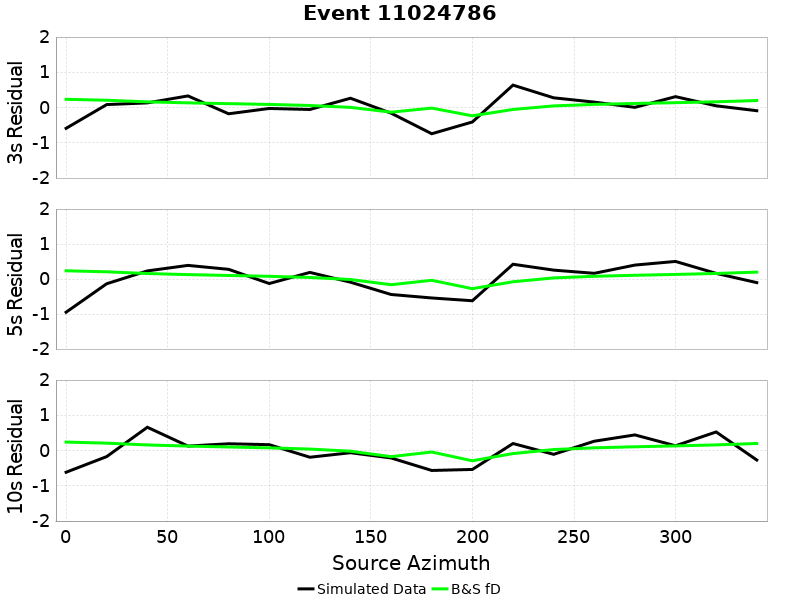 Event 11024786
3s Residual
2
1
0
-1
-2
5s Residual
2
1
0
-1
-2
10s Residual
2
1
0
-1
-2
0 50 100 150 200 250 300
Source Azimuth
Simulated Data B&S fD